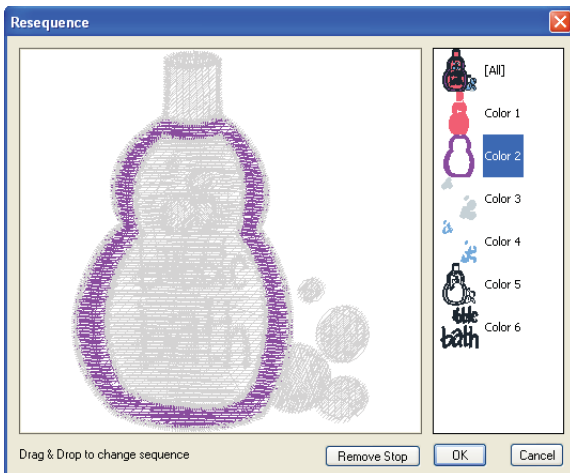 Resequence
[All]
Color 1
Color 2
Color 3
Color 4
Color 5
Color 6
bath
Drag & Drop to change sequence
Remove Stop
OK
Cancel